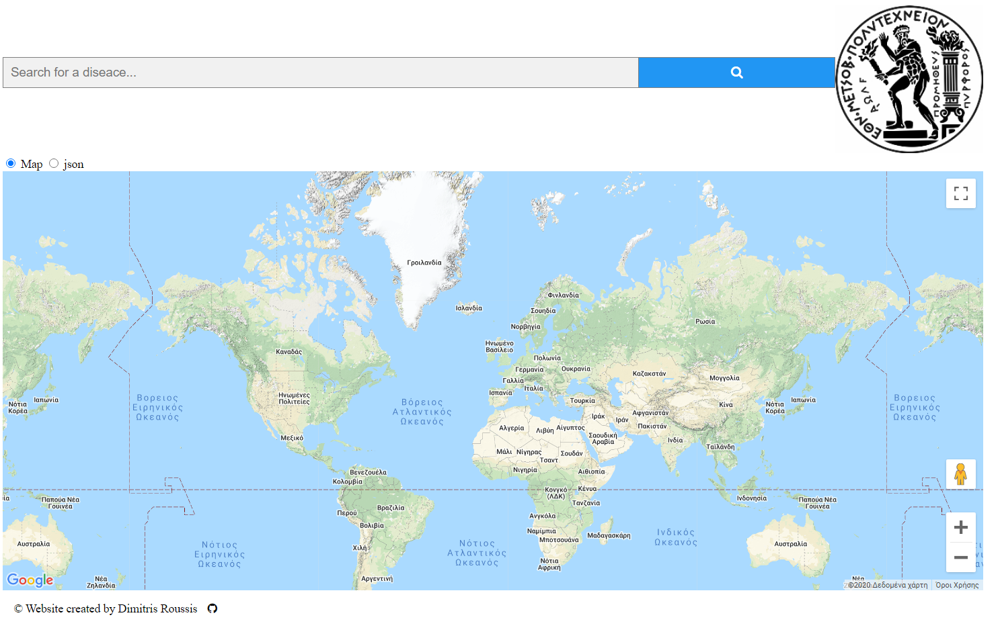 Search for a diseace...
ΕΘΝ·ΜΕΤΣΟΒ·ΠΟΛΥΤΕΧΝΕΙΟΝ
ΑΩΛΓ
ΠΡΟΜΗΘΕΥΣ
ΠΥΡΦΟΡΟΣ
Map json
Γροιλανδία
Φινλανδία
Ισλανδία
Σουηδία
Ρωσία
Νορβηγία
Ηνωμένο
Βασίλειο
Καναδάς
Πολωνία
Γερμανία
Ουκρανία
Καζακστάν
Γαλλία
Μογγολία
Ισπανία
Ιταλία
Ηνωμένες
Πολιτείες
Τουρκία
Νότια
Κορέα
Ιαπωνία
Κίνα
Νότια
Κορέα
Ιαπωνία
Βορειος
Ειρηνικός
Ωκεανός
Βόρειος
Ατλαντικός
Ωκεανός
Βορειος
Ειρηνικός
Ωκεανός
Αφγανιστάν
Ιράκ
Ιράν
Πακιστάν
Αλγερία
Λιβύη
Αίγυπτος
Σαουδική
Αραβία
Ινδία
Ταϊλάνδη
Μεξικό
Μάλι
Νίγηρας
Τσαντ
Σουδάν
Νιγηρία
Αιθιοπία
Βενεζουέλα
Κολομβία
Κονγκό
(ΛΔΚ)
Κένυα
Τανζανία
Ινδονησία
ία
Παπούα Νέα
Γουινέα
Παπούα Νέα
Γουινέα
Περού
Βραζιλία
Βολιβία
Ανγκόλα
Ναμίμπια
Μποτσουάνα
Μαδαγασκάρη
Ινδικός
Ωκεανός
Αυστραλία
Αυστραλία
Νότιος
Ειρηνικός
Ωκεανός
Χιλή
Νότιος
Ατλαντικός
Ωκεανός
Νότια
Αφρική
Αργεντινή
Νέα
Ζηλανδία
Νέα
Google
©2020 Δεδομένα χάρτη Όροι Χρήσης
© Website created by Dimitris Roussis